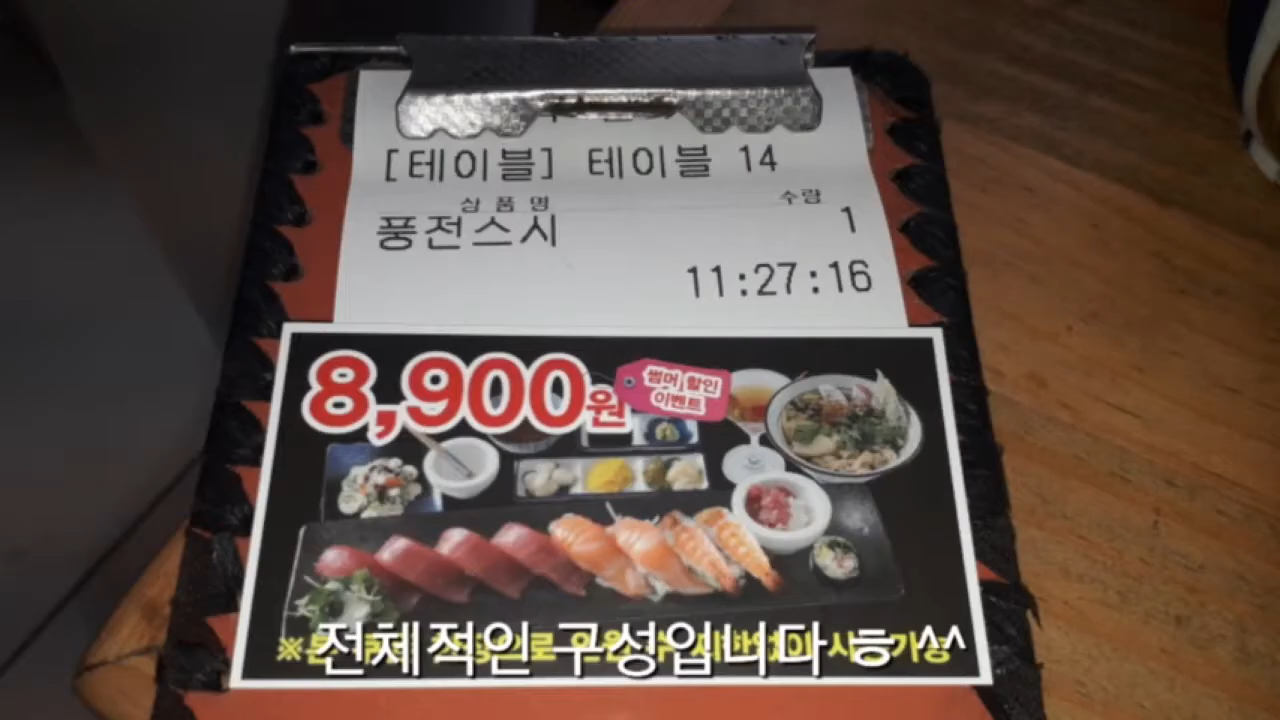 [테이블] 테이블 14
상 품 명 수량
풍전스시 1
11:27:16
8,900원
썸머 할인
이벤트
전체적인 구성입니다 ㅎ ^^